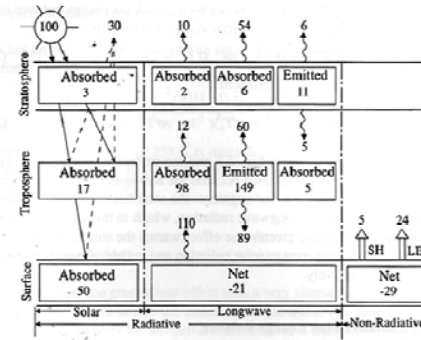 100 30 10 54 6
Stratosphere
Absorbed 3
Absorbed 2
Absorbed 6
Emitted 11
12 60 5
Troposphere
Absorbed 17
Absorbed 98
Emitted 149
Absorbed 5
110 89 5 24
SH
Surface
Absorbed 50
Net -21
Net -29
Solar Longwave
Radiative Non-Radiative